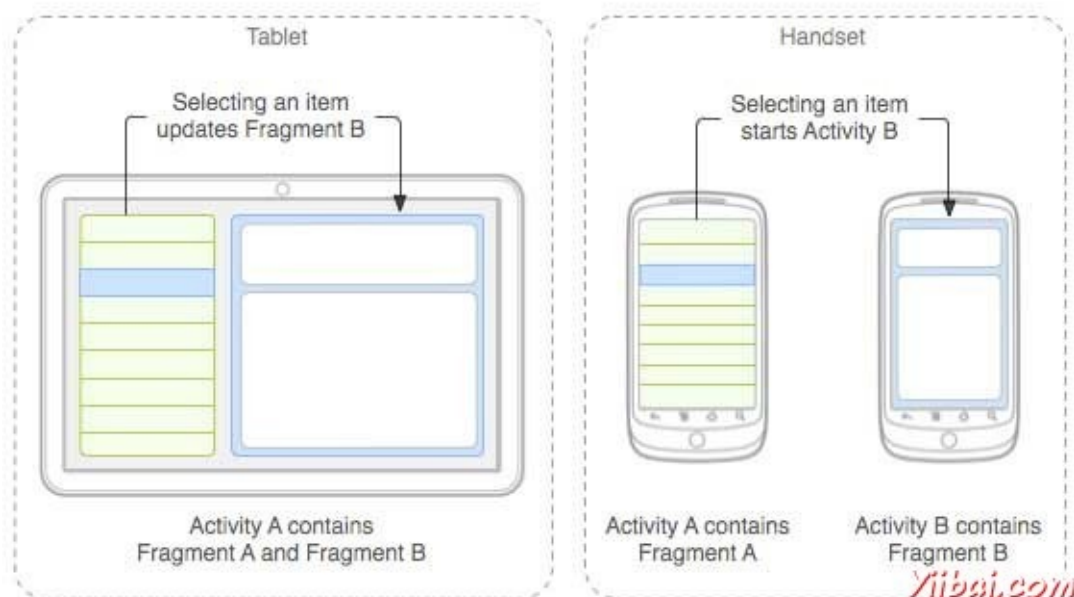 Tablet
Selecting an item
updates Fragment B
Activity A contains
Fragment A and Fragment B
Handset
Selecting an item
starts Activity B
Activity A contains
Fragment A
Activity B contains
Fragment B
Yiibai.com